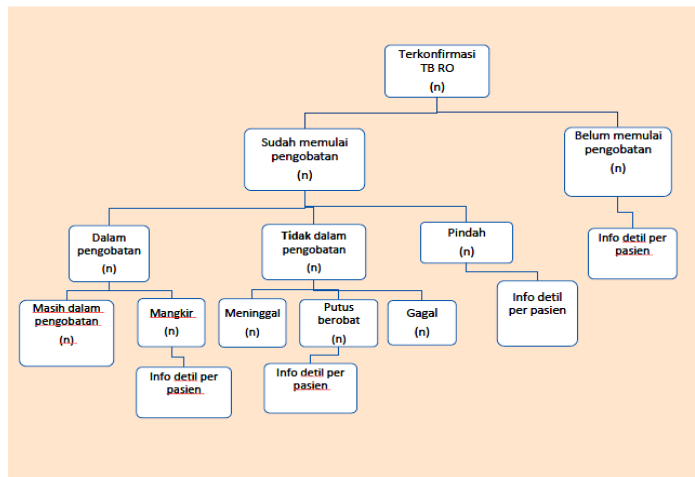 Terkonfirmasi
TB RO
(n)
Sudah memulai
pengobatan
(n)
Belum memulai
pengobatan
(n)
Dalam
pengobatan
(n)
Tidak dalam
pengobatan
(n)
Pindah
(n)
Info detil per
pasien
Masih dalam
pengobatan
(n)
Mangkir
(n)
Meninggal
(n)
Putus
berobat
(n)
Gagal
(n)
Info detil
per pasien
Info detil per
pasien
Info detil per
pasien